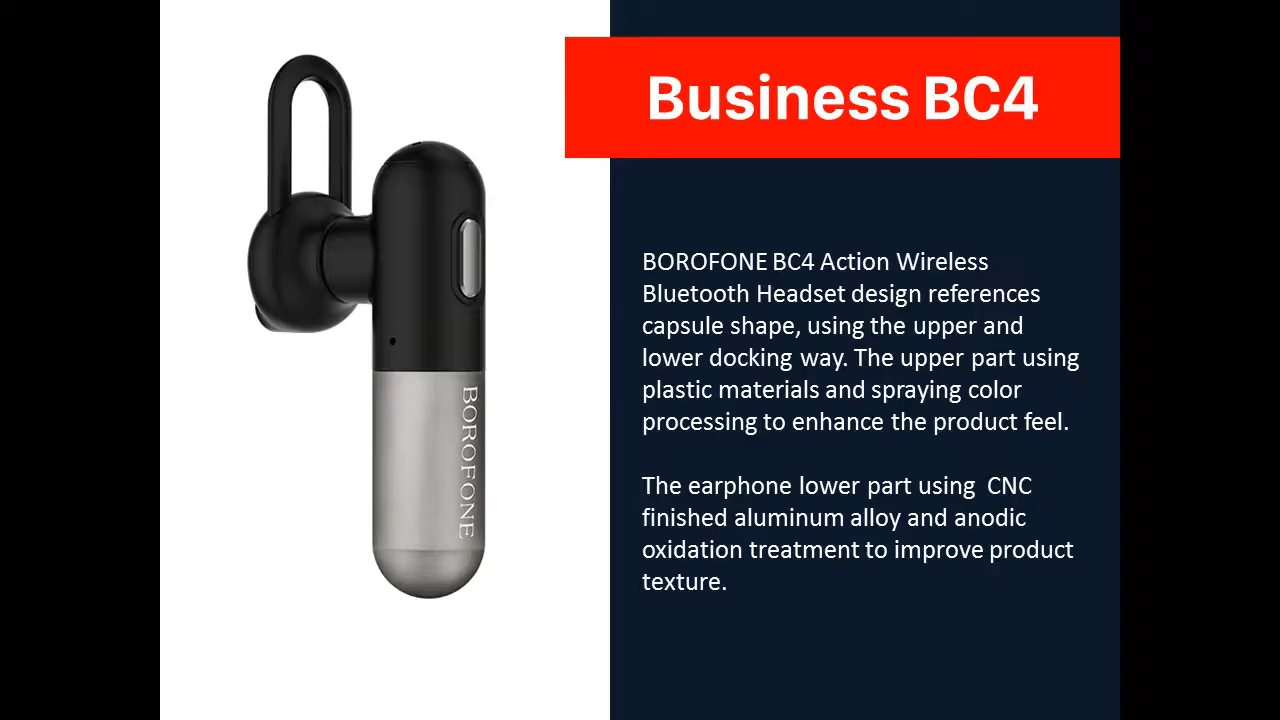 Business BC4
BOROFONE BC4 Action Wireless
Bluetooth Headset design references
capsule shape, using the upper and
lower docking way. The upper part using
plastic materials and spraying color
processing to enhance the product feel.
The earphone lower part using  CNC
finished aluminum alloy and anodic
oxidation treatment to improve product
texture.
BOROFONE